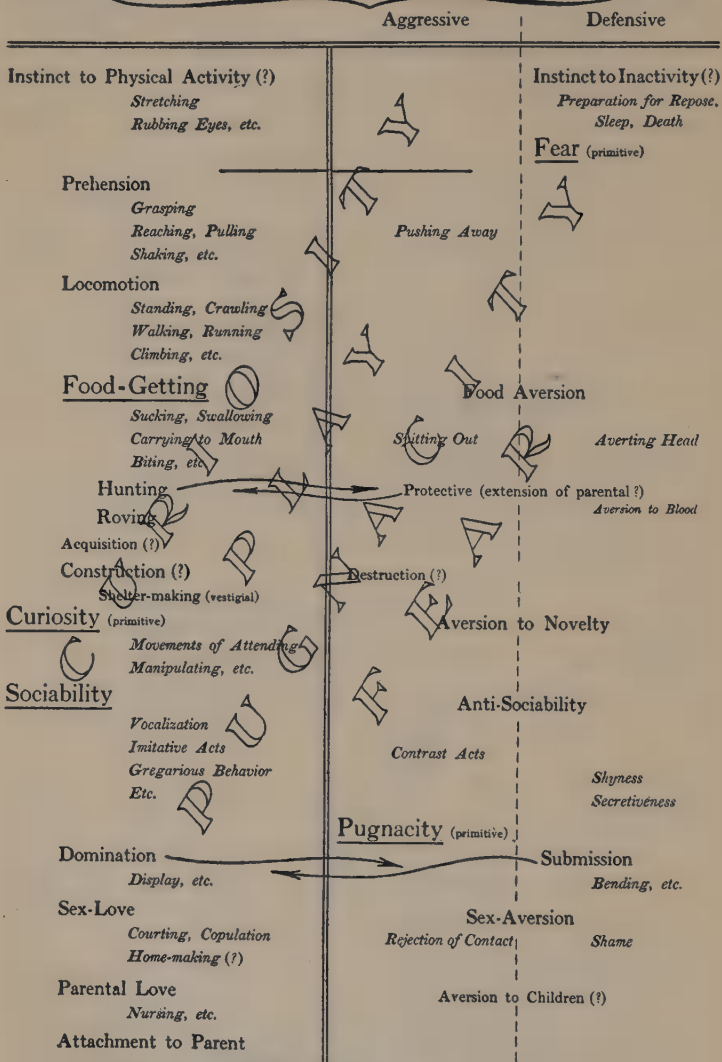 Aggressive Defensive
Instinct to Physical Activity (?) Instinct to Inactivity (?)
Stretching Preparation for Repose,
Rubbing Eyes, etc. Sleep, Death
Fear (primitive)
Prehension
Grasping
Reaching, Pulling Pushing Away
Shaking, etc.
Locomotion
Standing, Crawling
Walking, Running
Climbing, etc.
Food-Getting Food Aversion
Sucking, Swallowing
Carrying to Mouth Spitting Out Averting Head
Biting, etc.
Hunting Protective (extension of parental ?)
Roving Aversion to Blood
Acquisition (?)
Construction (?) Destruction (?)
Shelter-making (vestigial)
Curiosity (primitive) Aversion to Novelty
Movements of Attending
Manipulating, etc.
Sociability Anti-Sociability
Vocalization
Imitative Acts Contrast Acts
Gregarious Behavior Shyness
Etc. Secretiveness
Pugnacity (primitive)
Domination Submission
Display, etc. Bending, etc.
Sex-Love Sex-Aversion
Courting, Copulation Rejection of Contact Shame
Home-making (?)
Parental Love Aversion to Children (?)
Nursing, etc.
Attachment to Parent
CURIOSITY
PLAY
PUGNACITY
FEAR